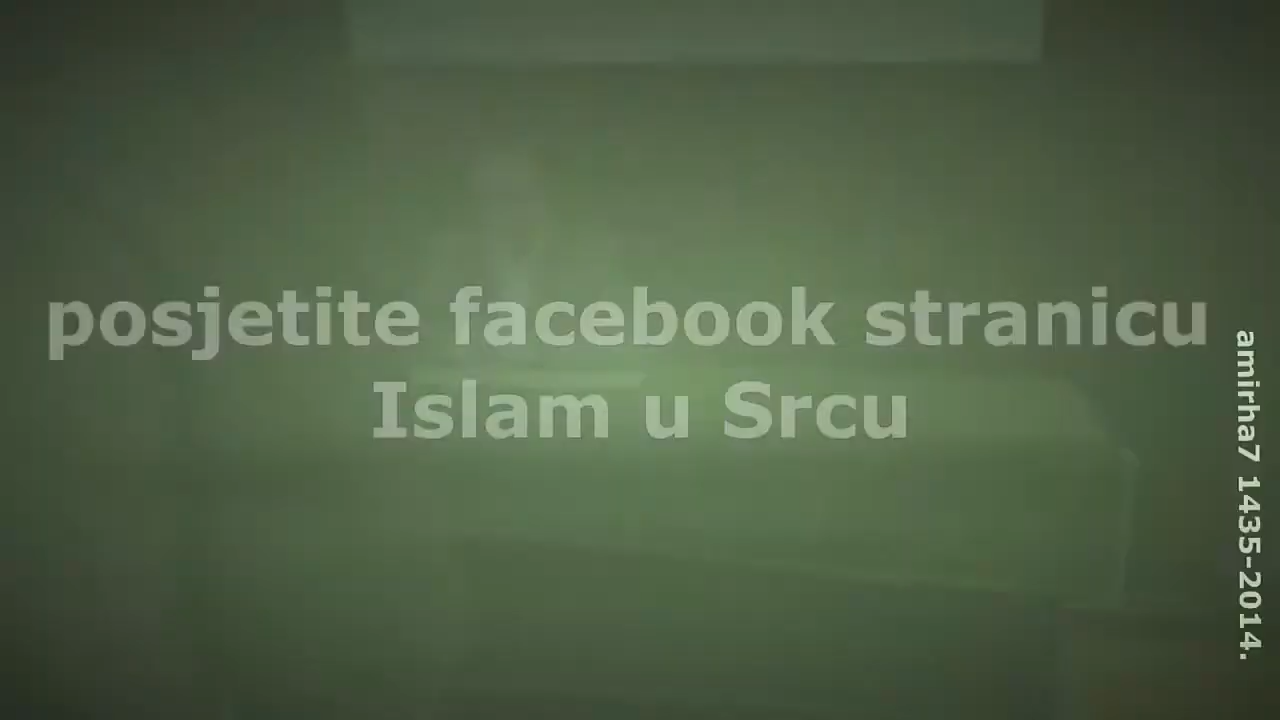 posjetite facebook stranicu
Islam u Srcu
amirha7 1435-2014.